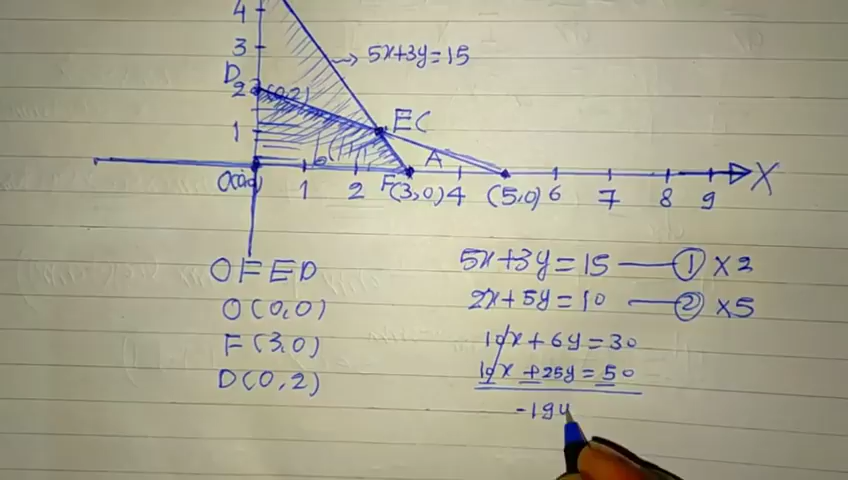 4
3 → 5x+3y=15
D
2 (0,2)
1 E C
A
O(0,0) 1 2 F(3,0) 4 (5,0) 6 7 8 9 X
OFED
O(0,0)
F(3,0)
D(0,2)
5x+3y=15 — ① ×2
2x+5y=10 — ② ×5
10x+6y=30
10x+25y=50
-19y